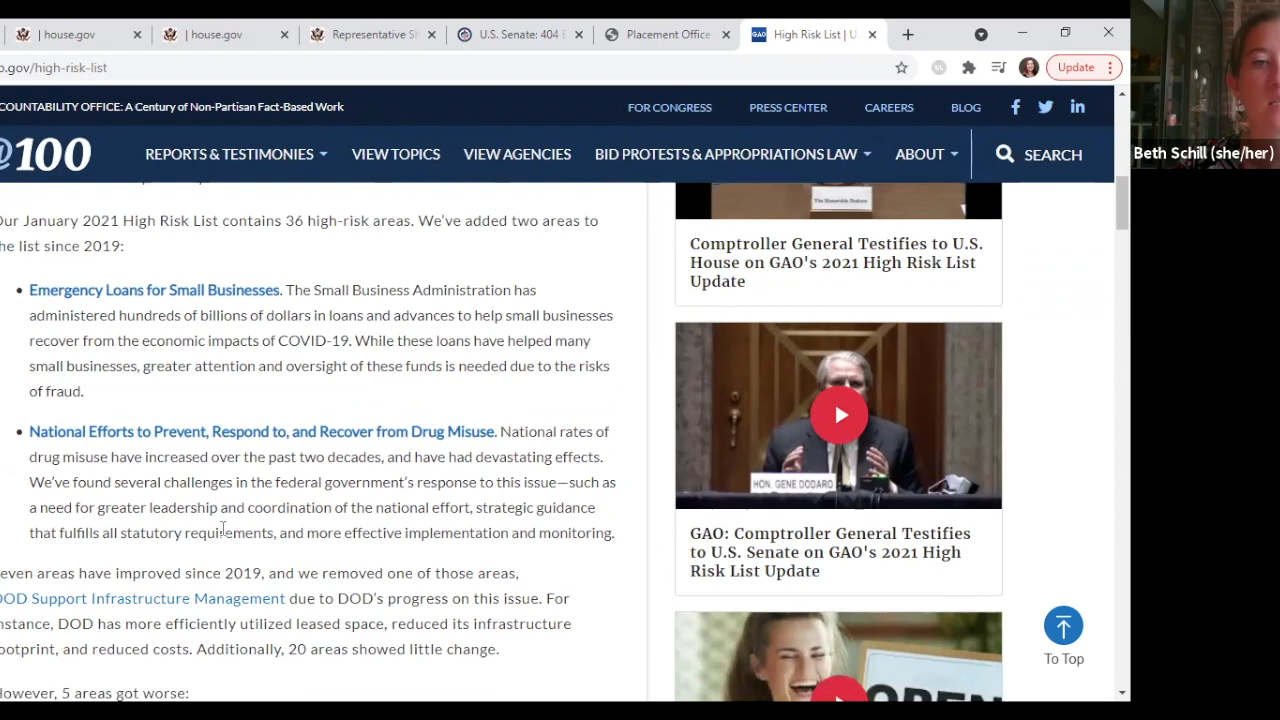 house.gov
house.gov
Representative S
U.S. Senate: 404 E
Placement Office
High Risk List | U.
.gov/high-risk-list
Update
COUNTABILITY OFFICE: A Century of Non-Partisan Fact-Based Work
FOR CONGRESS
PRESS CENTER
CAREERS
BLOG
@100
REPORTS & TESTIMONIES
VIEW TOPICS
VIEW AGENCIES
BID PROTESTS & APPROPRIATIONS LAW
ABOUT
SEARCH
Beth Schill (she/her)
Our January 2021 High Risk List contains 36 high-risk areas. We've added two areas to
the list since 2019:
• Emergency Loans for Small Businesses. The Small Business Administration has
administered hundreds of billions of dollars in loans and advances to help small businesses
recover from the economic impacts of COVID-19. While these loans have helped many
small businesses, greater attention and oversight of these funds is needed due to the risks
of fraud.
• National Efforts to Prevent, Respond to, and Recover from Drug Misuse. National rates of
drug misuse have increased over the past two decades, and have had devastating effects.
We've found several challenges in the federal government's response to this issue—such as
a need for greater leadership and coordination of the national effort, strategic guidance
that fulfills all statutory requirements, and more effective implementation and monitoring.
even areas have improved since 2019, and we removed one of those areas,
DOD Support Infrastructure Management due to DOD's progress on this issue. For
nstance, DOD has more efficiently utilized leased space, reduced its infrastructure
ootprint, and reduced costs. Additionally, 20 areas showed little change.
However, 5 areas got worse:
Comptroller General Testifies to U.S.
House on GAO's 2021 High Risk List
Update
HON. GENE DODARO
GAO: Comptroller General Testifies
to U.S. Senate on GAO's 2021 High
Risk List Update
OPEN
To Top